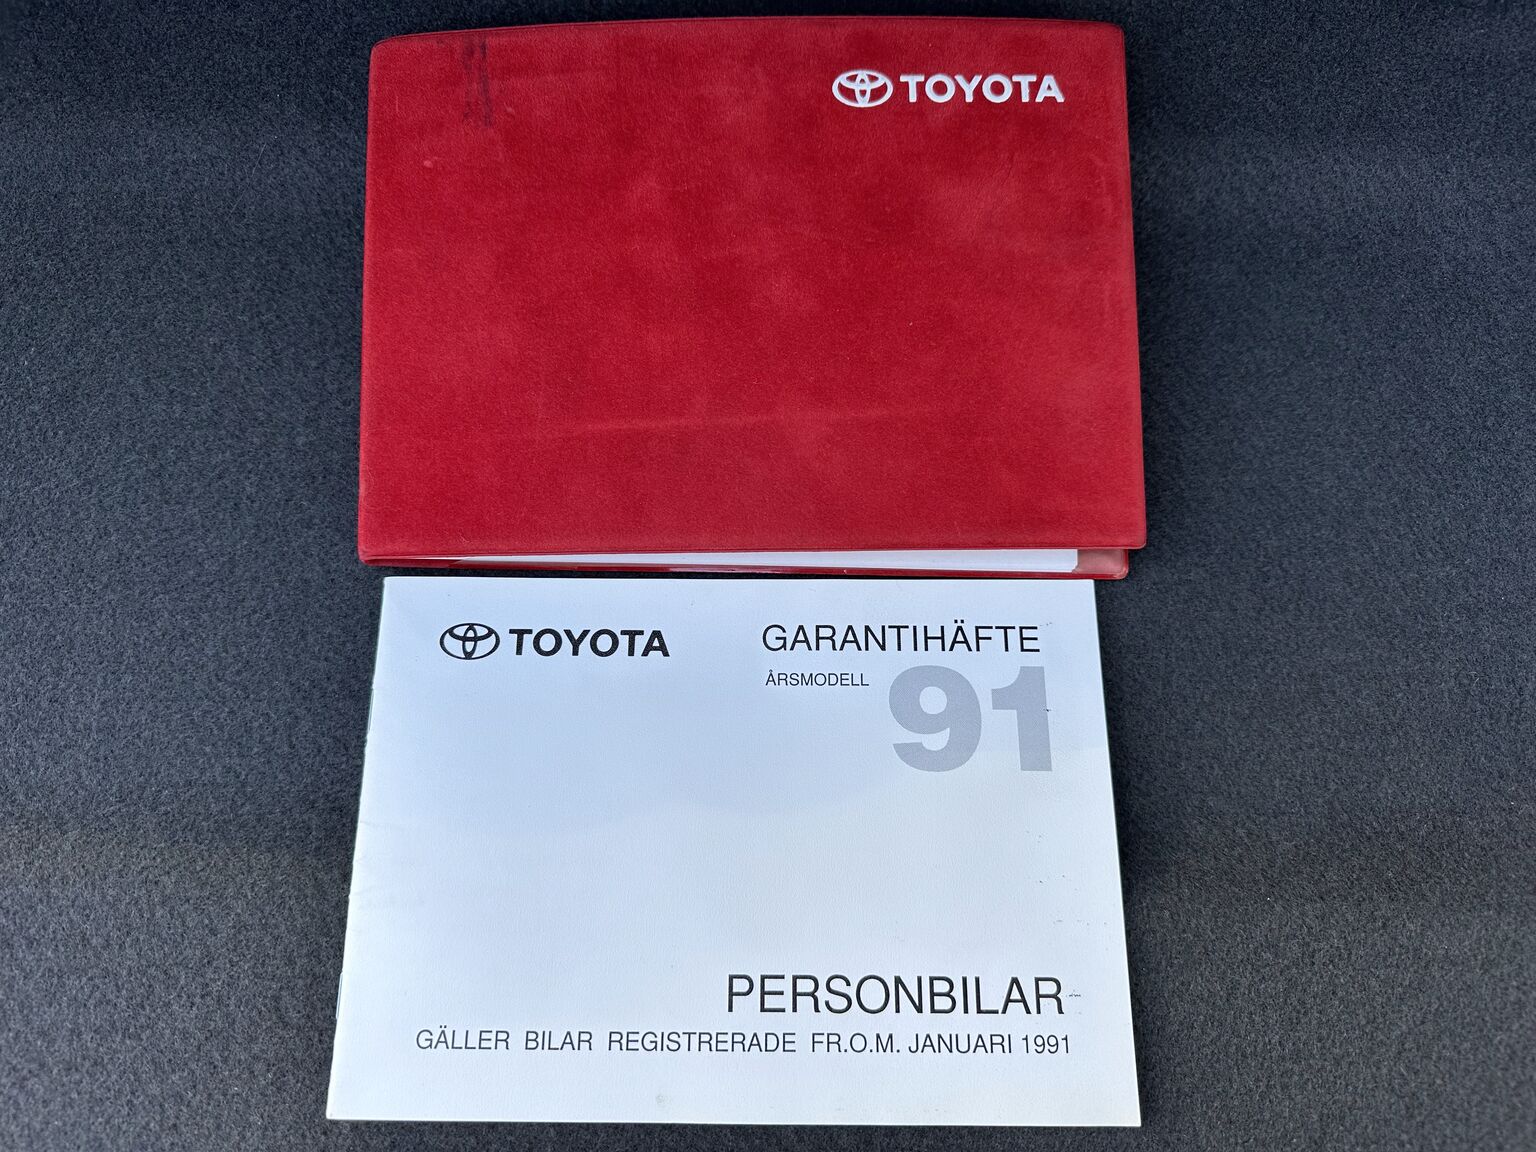 TOYOTA
TOYOTA
GARANTIHÄFTE
ÅRSMODELL
91
PERSONBILAR
GÄLLER BILAR REGISTRERADE FR.O.M. JANUARI 1991